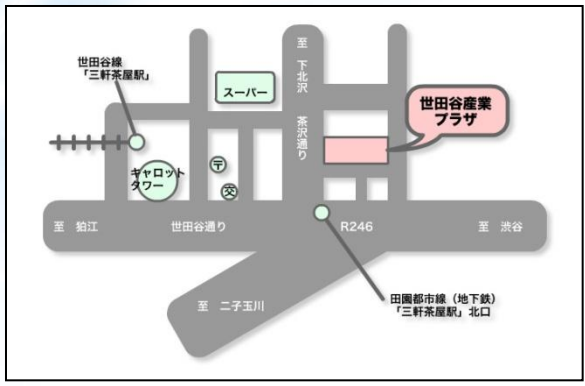 世田谷線
「三軒茶屋駅」
スーパー
至 下北沢
茶沢通り
世田谷産業
プラザ
〒
交
キャロット
タワー
至 狛江
世田谷通り
R246
至 渋谷
至 二子玉川
田園都市線（地下鉄）
「三軒茶屋駅」北口